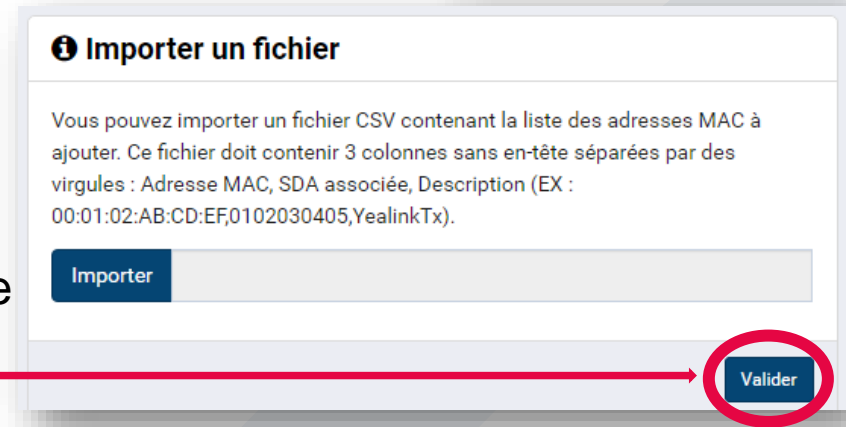 Importer un fichier
Vous pouvez importer un fichier CSV contenant la liste des adresses MAC à
ajouter. Ce fichier doit contenir 3 colonnes sans en-tête séparées par des
virgules : Adresse MAC, SDA associée, Description (EX :
00:01:02:AB:CD:EF,0102030405,YealinkTx).
e
Importer
Valider